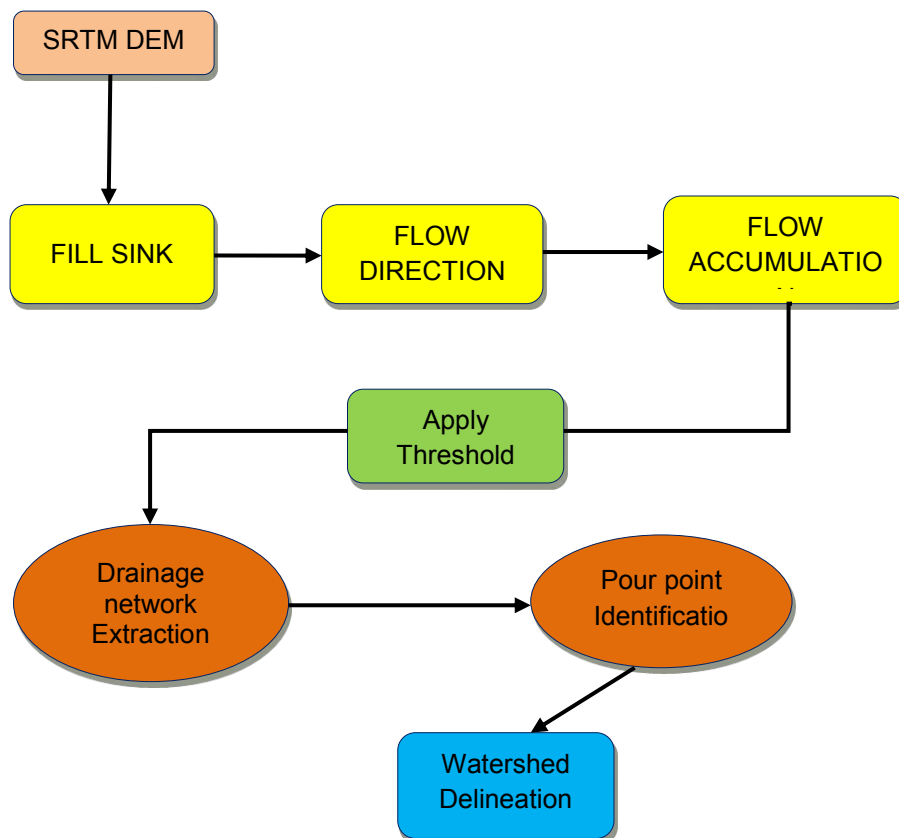 SRTM DEM
FILL SINK
FLOW
DIRECTION
FLOW
ACCUMULATIO
Apply
Threshold
Drainage
network
Extraction
Pour point
Identificatio
Watershed
Delineation